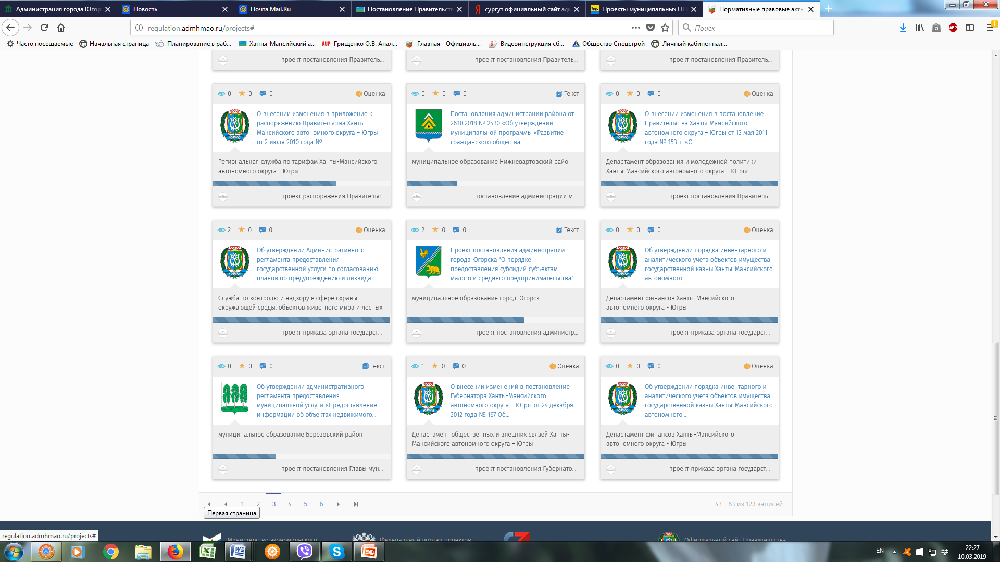 Администрация города Югор
Новость
Почта Mail.Ru
Постановление Правительст
сургут официальный сайт ад
Проекты муниципальных НП
Нормативные правовые акты
regulation.admhmao.ru/projects#
Поиск
Часто посещаемые
Начальная страница
Планирование в раб...
Ханты-Мансийский а...
AUP Грищенко О.В. Анал...
Главная - Официаль...
Видеоинструкция сб...
Общество Спецстрой
Личный кабинет нал...
проект постановления Правитель...
проект постановления Правитель...
проект постановления Правитель...
0 0 0 Оценка
О внесении изменения в приложение к
распоряжению Правительства Ханты-
Мансийского автономного округа – Югры
от 2 июля 2010 года №...
Региональная служба по тарифам Ханты-Мансийского
автономного округа - Югры
проект распоряжения Правительс...
0 0 0 Текст
Постановления администрации района от
26.10.2018 № 2430 «Об утверждении
муниципальной программы «Развитие
гражданского общества...
муниципальное образование Нижневартовский район
постановление администрации м...
0 0 0 Оценка
О внесении изменения в постановление
Правительства Ханты-Мансийского
автономного округа – Югры от 13 мая 2011
года № 153-п «О...
Департамент образования и молодежной политики
Ханты-Мансийского автономного округа – Югры
проект постановления Правитель...
2 0 0 Оценка
Об утверждении Административного
регламента предоставления
государственной услуги по согласованию
планов по предупреждению и ликвида...
Служба по контролю и надзору в сфере охраны
окружающей среды, объектов животного мира и лесных
проект приказа органа государст...
2 0 0 Текст
Проект постановления администрации
города Югорска "О порядке
предоставления субсидий субъектам
малого и среднего предпринимательства"
муниципальное образование город Югорск
проект постановления администр...
0 0 0 Оценка
Об утверждении порядка инвентарного и
аналитического учета объектов имущества
государственной казны Ханты-Мансийского
автономного...
Департамент финансов Ханты-Мансийского
автономного округа - Югры
проект приказа органа государст...
0 0 0 Текст
Об утверждении административного
регламента предоставления
муниципальной услуги «Предоставление
информации об объектах недвижимого...
муниципальное образование Березовский район
проект постановления Главы мун...
1 0 0 Оценка
О внесении изменений в постановление
Губернатора Ханты-Мансийского
автономного округа – Югры от 24 декабря
2012 года № 167 Об...
Департамент общественных и внешних связей Ханты-
Мансийского автономного округа – Югры
проект постановления Губернато...
0 0 0 Оценка
Об утверждении порядка инвентарного и
аналитического учета объектов имущества
государственной казны Ханты-Мансийского
автономного...
Департамент финансов Ханты-Мансийского
автономного округа - Югры
проект приказа органа государст...
1 2 3 4 5 6
43 - 63 из 123 записей
Первая страница
regulation.admhmao.ru/projects#
Министерство экономического
Федеральный портал проектов
Официальный сайт Правительства
EN
22:27
10.03.2019